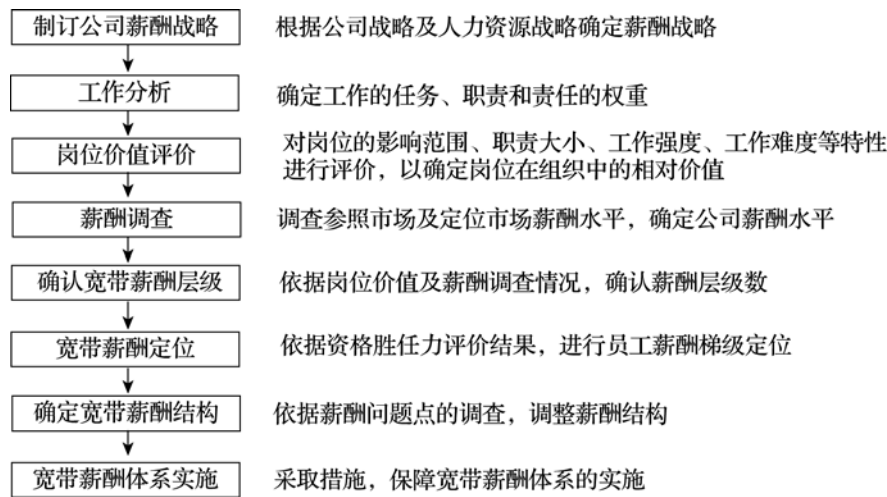 制订公司薪酬战略 根据公司战略及人力资源战略确定薪酬战略
工作分析 确定工作的任务、职责和责任的权重
岗位价值评价 对岗位的影响范围、职责大小、工作强度、工作难度等特性
进行评价，以确定岗位在组织中的相对价值
薪酬调查 调查参照市场及定位市场薪酬水平，确定公司薪酬水平
确认宽带薪酬层级 依据岗位价值及薪酬调查情况，确认薪酬层级数
宽带薪酬定位 依据资格胜任力评价结果，进行员工薪酬梯级定位
确定宽带薪酬结构 依据薪酬问题点的调查，调整薪酬结构
宽带薪酬体系实施 采取措施，保障宽带薪酬体系的实施